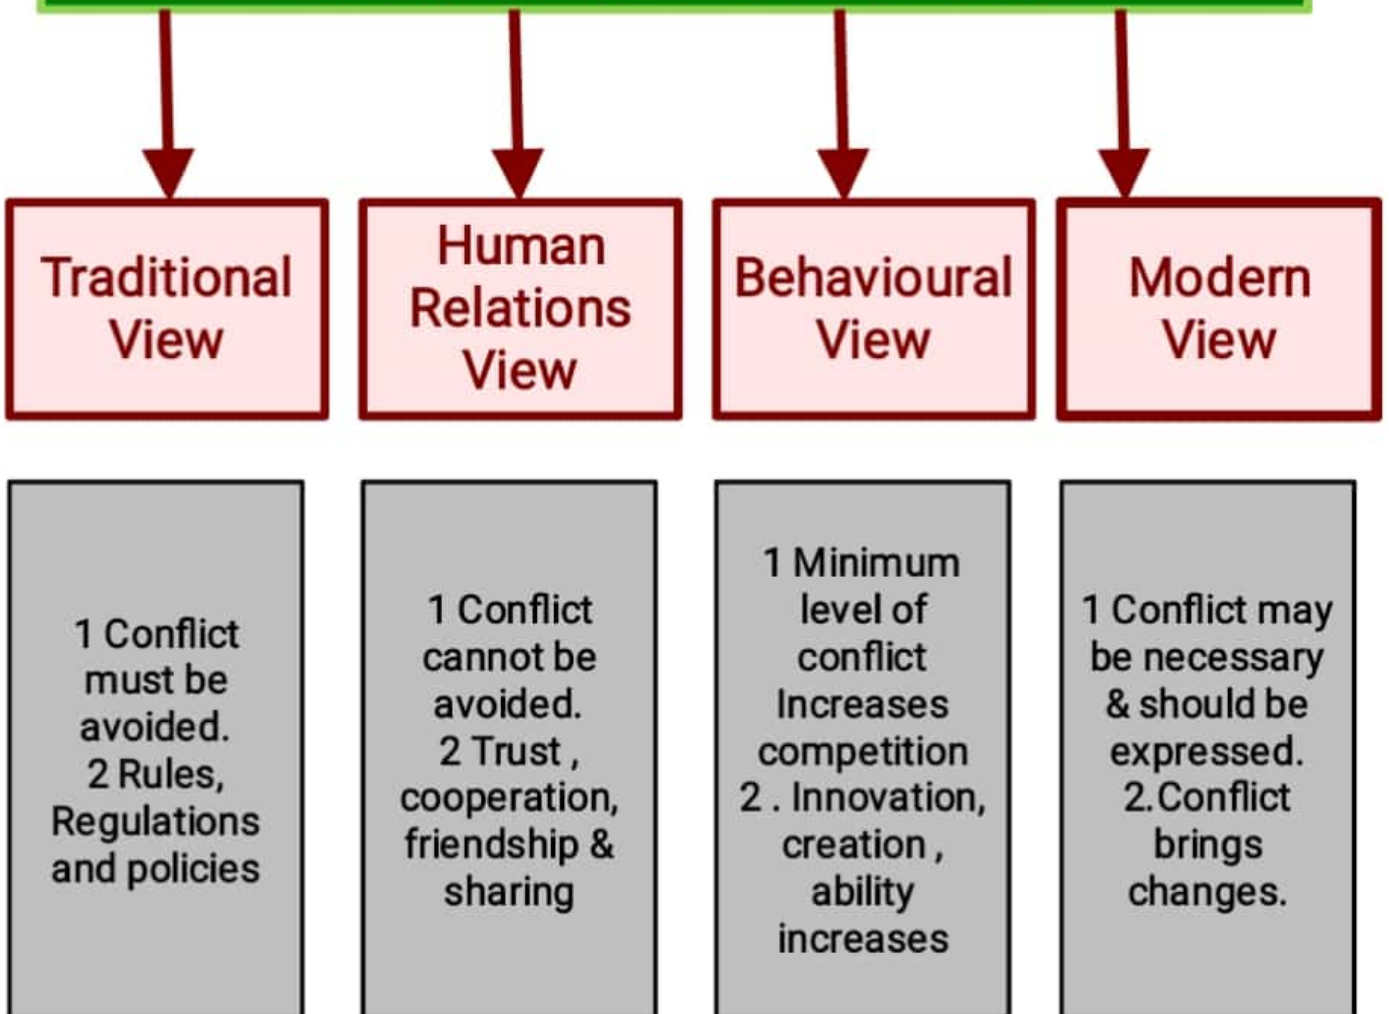 Traditional
View
Human
Relations
View
Behavioural
View
Modern
View
1 Conflict
must be
avoided.
2 Rules,
Regulations
and policies
1 Conflict
cannot be
avoided.
2 Trust ,
cooperation,
friendship &
sharing
1 Minimum
level of
conflict
Increases
competition
2 . Innovation,
creation ,
ability
increases
1 Conflict may
be necessary
& should be
expressed.
2.Conflict
brings
changes.